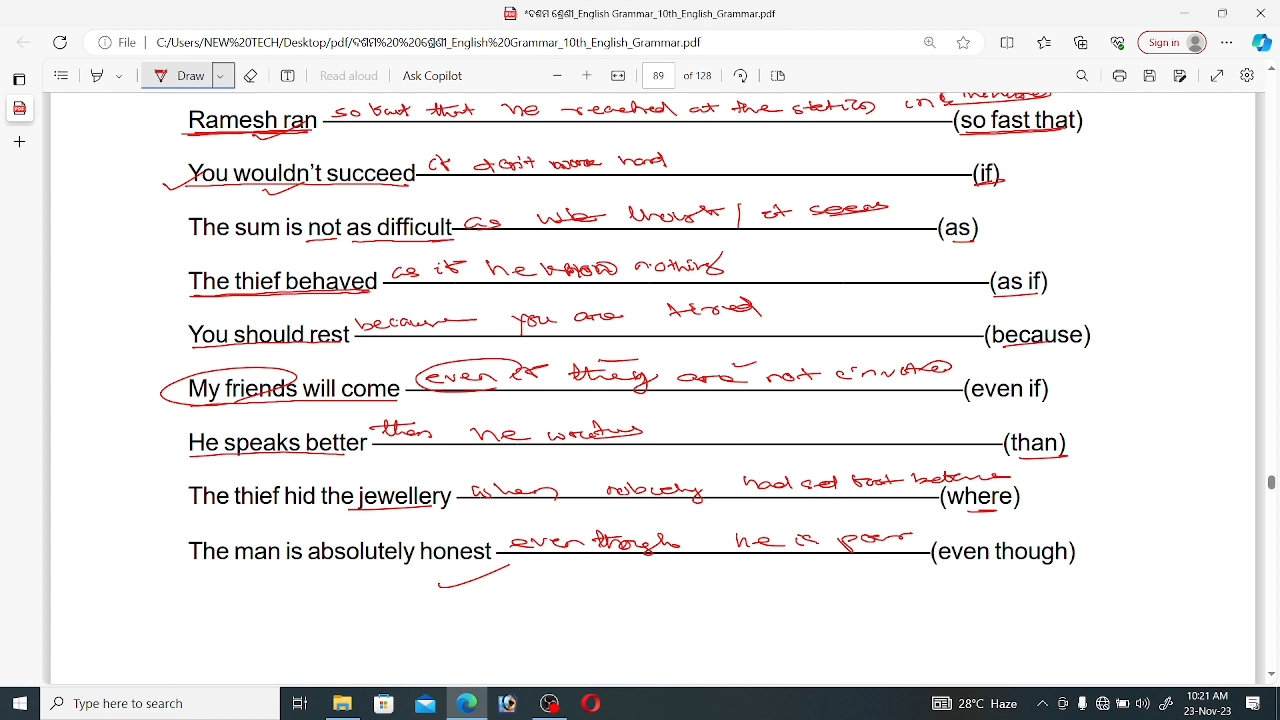 *ଦଶମ ଶ୍ରେଣୀ_English Grammar_10th_English_Grammar.pdf
File C:/Users/NEW%20TECH/Desktop/pdf/ଦଶମ%20ଶ୍ରେଣୀ_English%20Grammar_10th_English_Grammar.pdf Sign in
Draw Read aloud Ask Copilot 89 of 128
Ramesh ran so fast that he reached at the station in (so fast that)
You wouldn't succeed if don't work hard (if)
The sum is not as difficult as we thought / it seems (as)
The thief behaved as if he know nothing (as if)
You should rest because you are tired (because)
My friends will come even if they are not invited (even if)
He speaks better than he writes (than)
The thief hid the jewellery when nobody had set foot before (where)
The man is absolutely honest even though he is poor (even though)
Type here to search 28°C Haze 10:21 AM
23-Nov-23